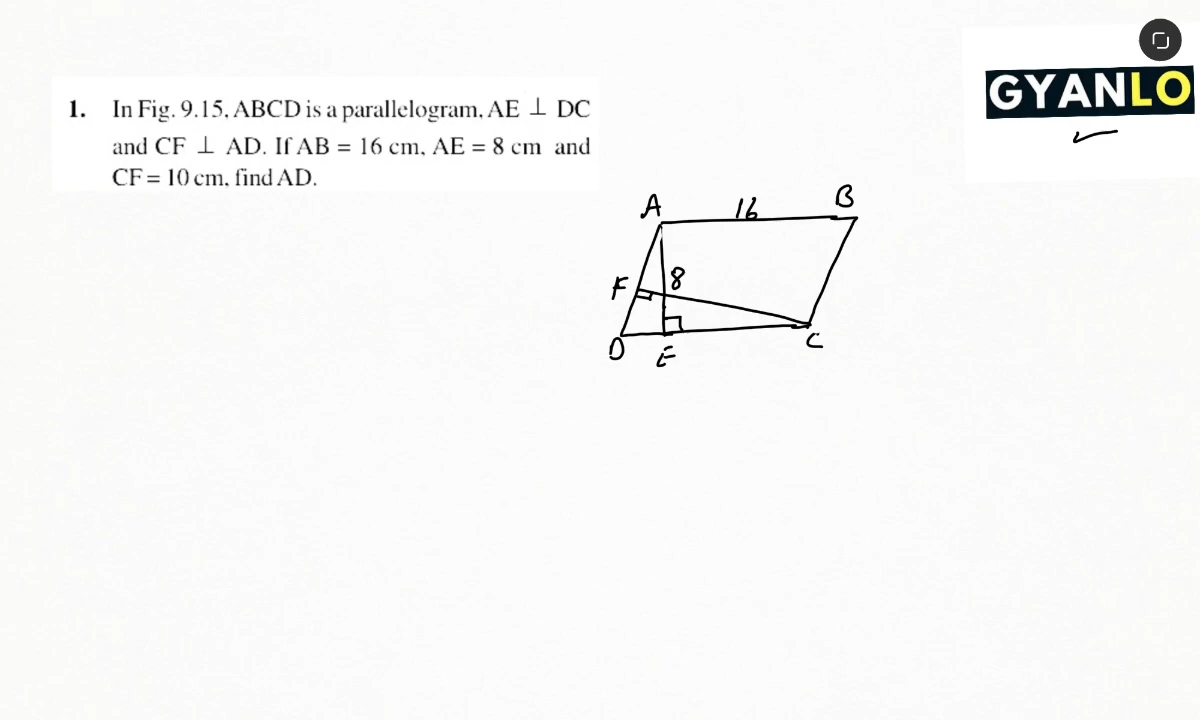 GYANLO
1. In Fig. 9.15, ABCD is a parallelogram, AE ⊥ DC
and CF ⊥ AD. If AB = 16 cm, AE = 8 cm and
CF = 10 cm, find AD.
A 16 B
F 8
D E C